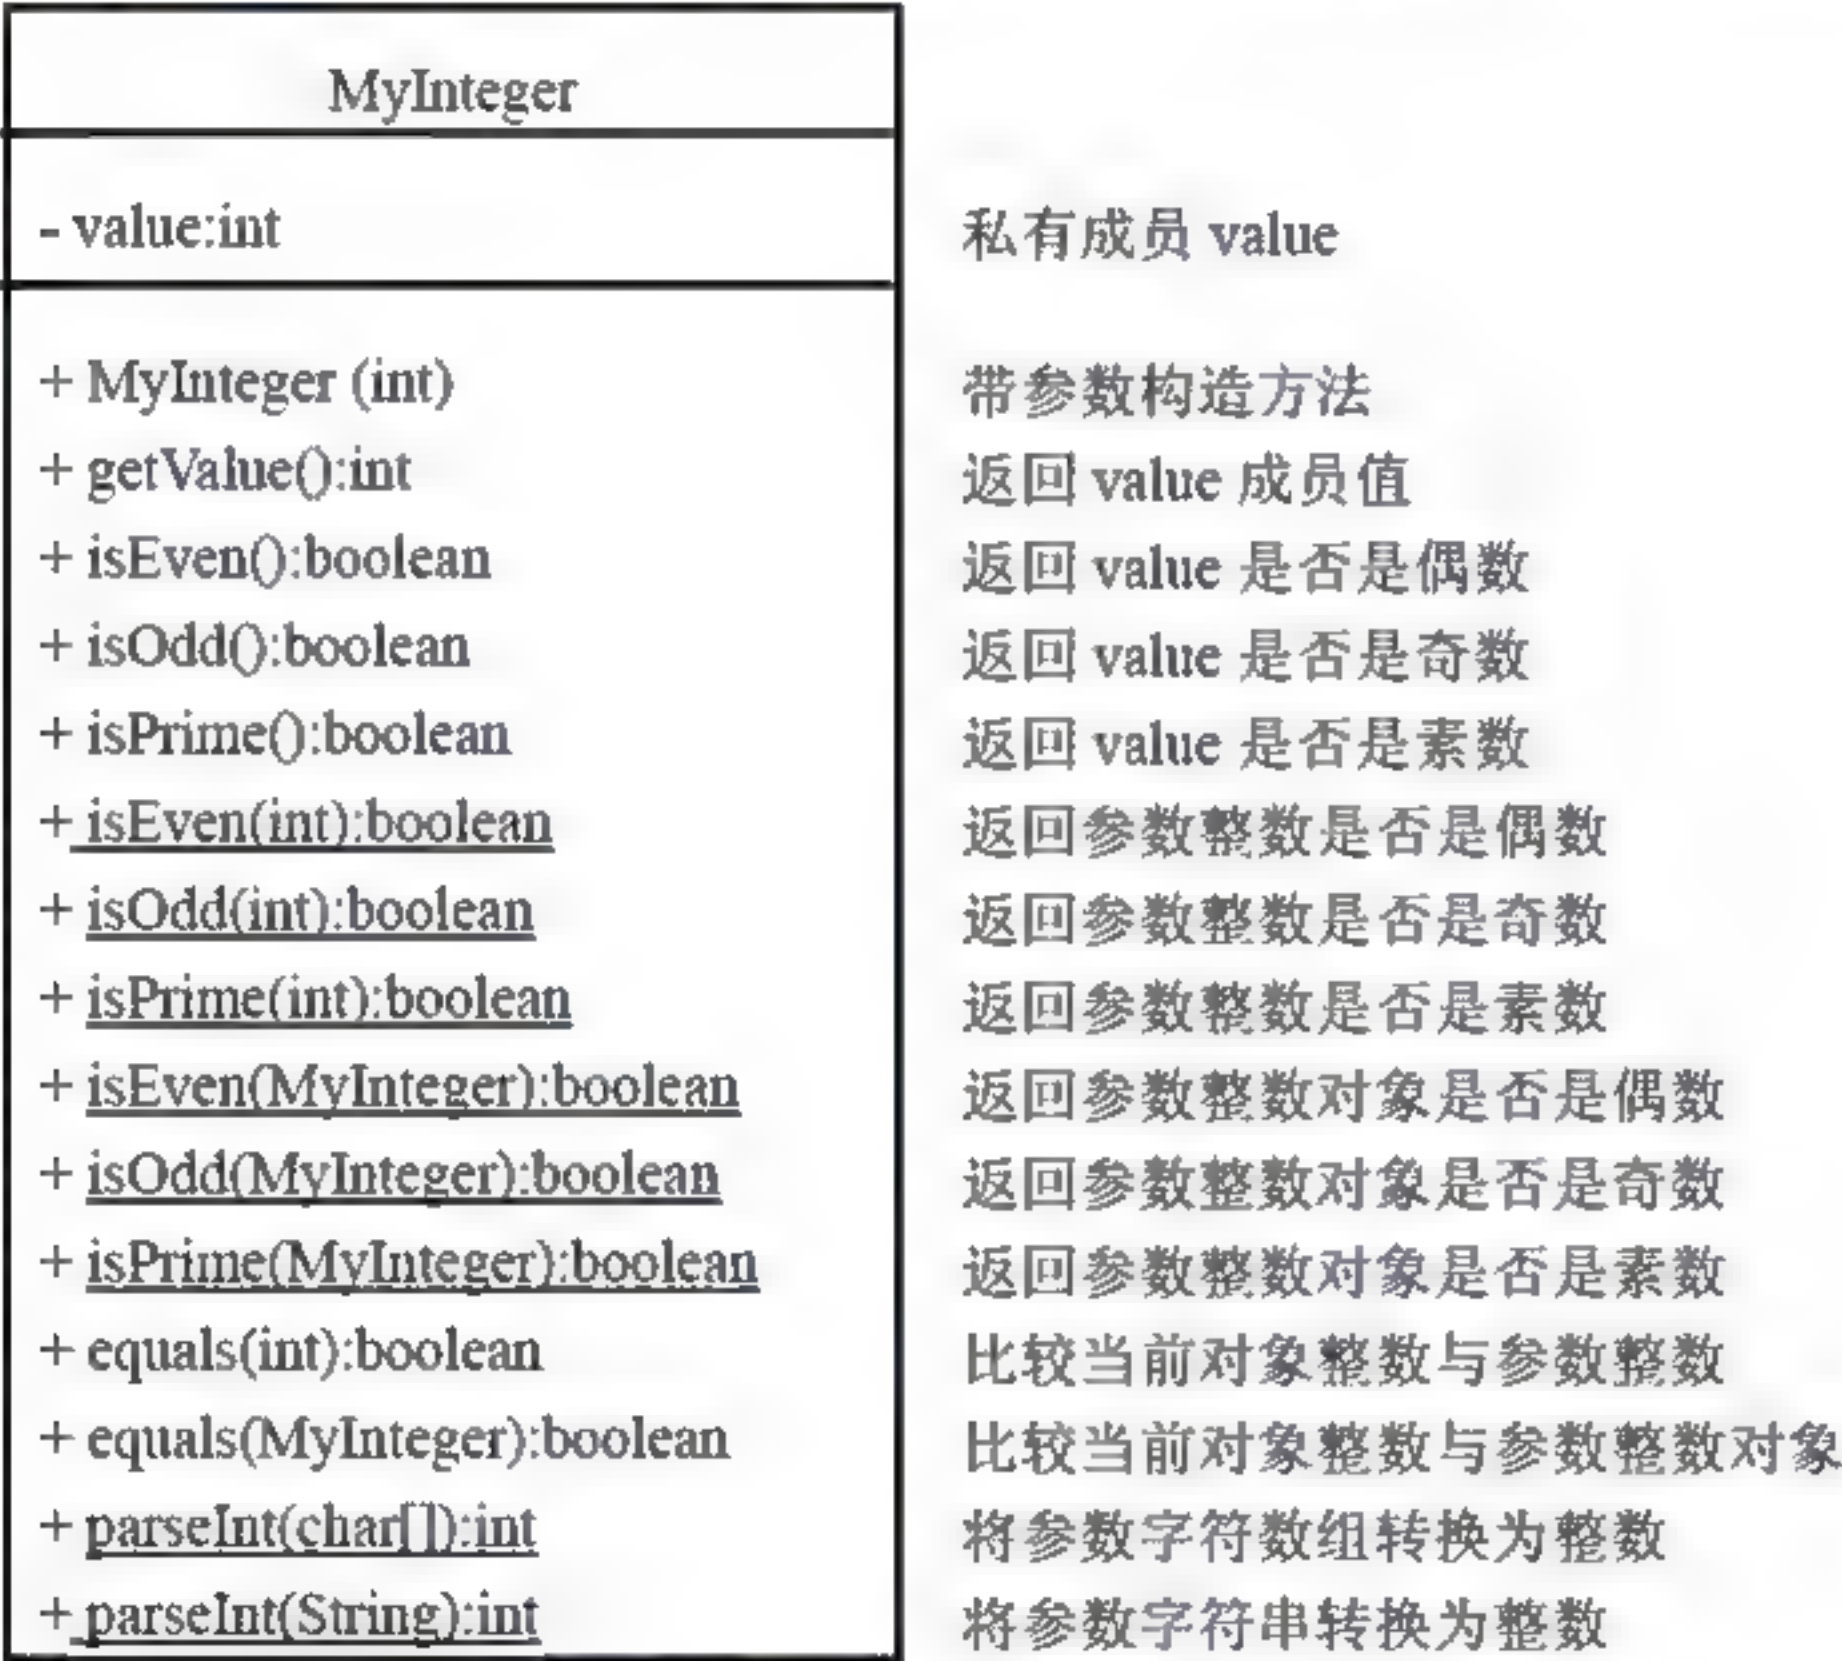 MyInteger
- value:int 私有成员 value
+ MyInteger (int) 带参数构造方法
+ getValue():int 返回 value 成员值
+ isEven():boolean 返回 value 是否是偶数
+ isOdd():boolean 返回 value 是否是奇数
+ isPrime():boolean 返回 value 是否是素数
+ isEven(int):boolean 返回参数整数是否是偶数
+ isOdd(int):boolean 返回参数整数是否是奇数
+ isPrime(int):boolean 返回参数整数是否是素数
+ isEven(MyInteger):boolean 返回参数整数对象是否是偶数
+ isOdd(MyInteger):boolean 返回参数整数对象是否是奇数
+ isPrime(MyInteger):boolean 返回参数整数对象是否是素数
+ equals(int):boolean 比较当前对象整数与参数整数
+ equals(MyInteger):boolean 比较当前对象整数与参数整数对象
+ parseInt(char[]):int 将参数字符数组转换为整数
+ parseInt(String):int 将参数字符串转换为整数